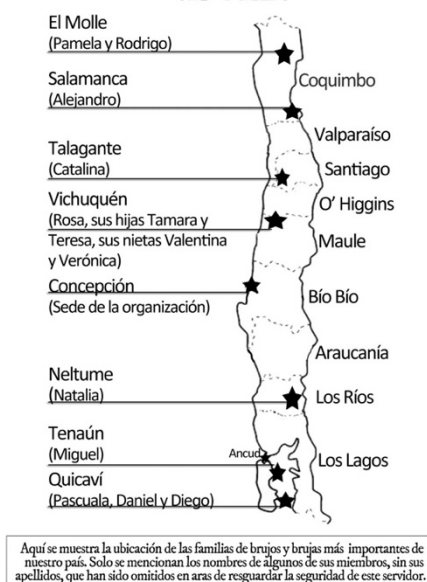 El Molle
(Pamela y Rodrigo)
Coquimbo
Salamanca
(Alejandro)
Valparaíso
Talagante
Santiago
(Catalina)
Vichuquén
O' Higgins
(Rosa, sus hijas Tamara y
Teresa, sus nietas Valentina
Maule
y Verónica)
Concepción
Bío Bío
(Sede de la organización)
Araucanía
Neltume
(Natalia)
Los Ríos
Tenaún
(Miguel)
Ancud
Los Lagos
Quicaví
(Pascuala, Daniel y Diego)
Aquí se muestra la ubicación de las familias de brujos y brujas más importantes de
nuestro país. Solo se mencionan los nombres de algunos de sus miembros, sin sus
apellidos, que han sido omitidos en aras de resguardar la seguridad de este servidor.